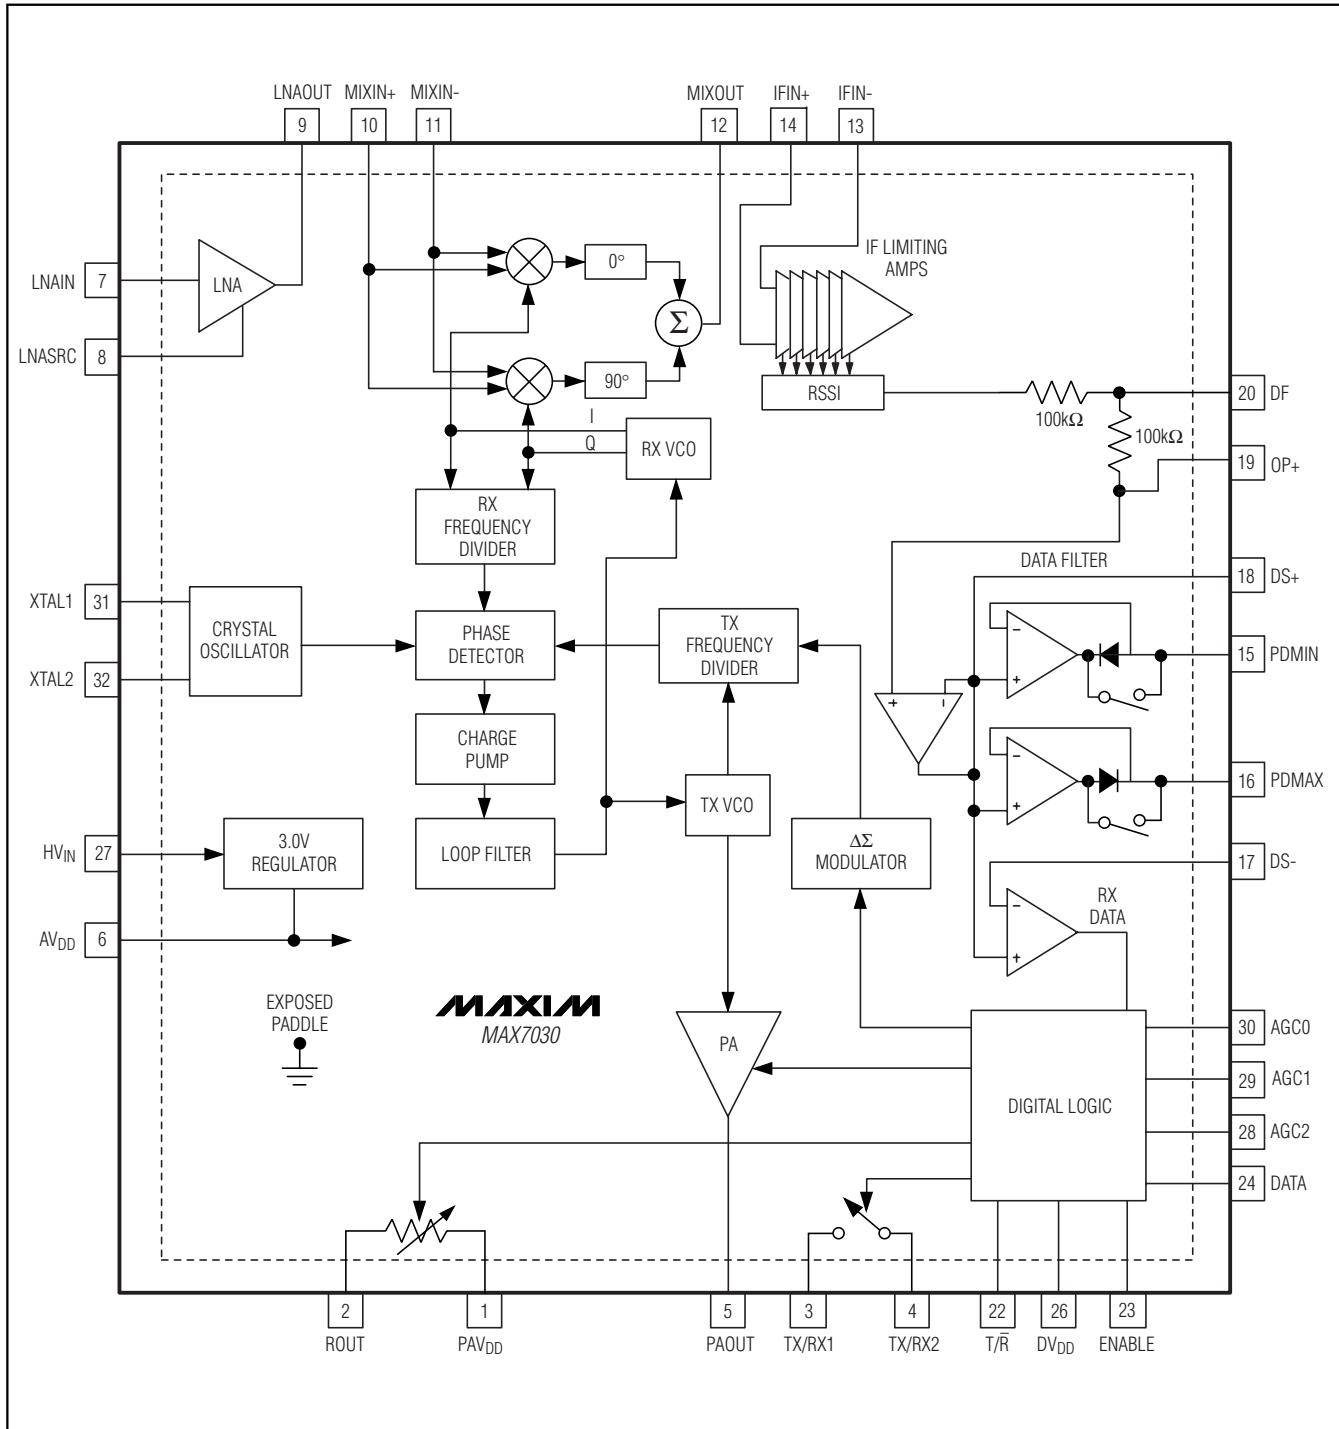 LNAOUT MIXIN+ MIXIN- MIXOUT IFIN+ IFIN-
9 10 11 12 14 13
LNAIN 7
LNA
LNASRC 8
0°
Σ
90°
I
Q
RX VCO
IF LIMITING
AMPS
RSSI
100kΩ
100kΩ
20 DF
19 OP+
RX
FREQUENCY
DIVIDER
DATA FILTER
18 DS+
XTAL1 31
XTAL2 32
CRYSTAL
OSCILLATOR
PHASE
DETECTOR
TX
FREQUENCY
DIVIDER
−
+
15 PDMIN
+ −
CHARGE
PUMP
TX VCO
−
+
16 PDMAX
HVIN 27
3.0V
REGULATOR
LOOP FILTER
ΔΣ
MODULATOR
17 DS-
AVDD 6
−
+
RX
DATA
EXPOSED
PADDLE
MAXIM
MAX7030
PA
DIGITAL LOGIC
30 AGC0
29 AGC1
28 AGC2
24 DATA
2 1 5 3 4 22 26 23
ROUT PAVDD PAOUT TX/RX1 TX/RX2 T/R̅ DVDD ENABLE